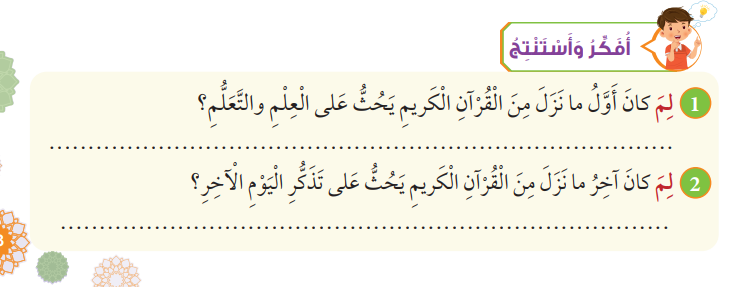 أُفَكِّرُ وَأَسْتَنْتِجُ
1 لِمَ كانَ أَوَّلُ ما نَزَلَ مِنَ الْقُرْآنِ الْكَريمِ يَحُثُّ عَلى الْعِلْمِ والتَّعَلُّمِ؟
................................................................................
2 لِمَ كانَ آخِرُ ما نَزَلَ مِنَ الْقُرْآنِ الْكَريمِ يَحُثُّ عَلى تَذَكُّرِ الْيَوْمِ الْآخِرِ؟
................................................................................